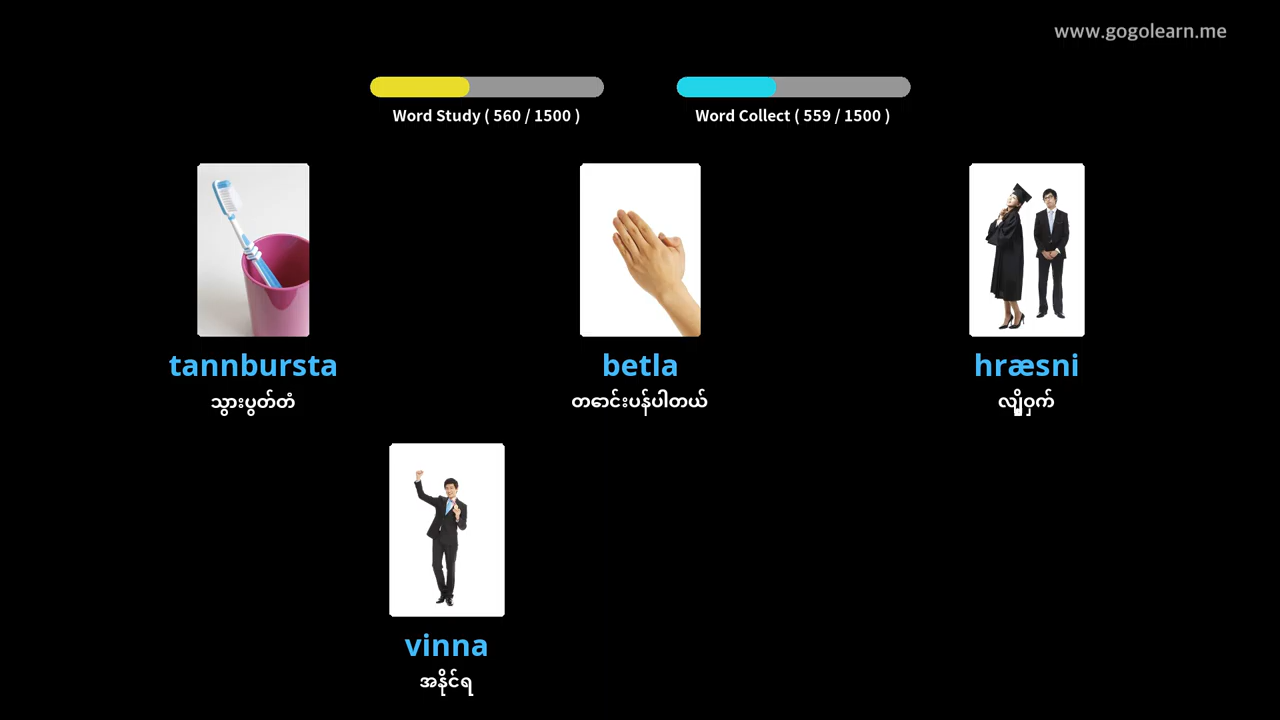 www.gogolearn.me
Word Study ( 560 / 1500 )
Word Collect ( 559 / 1500 )
tannbursta
betla
hræsni
သွားပွတ်တံ
တောင်းပန်ပါတယ်
လျှို့ဝှက်
vinna
အနိုင်ရ